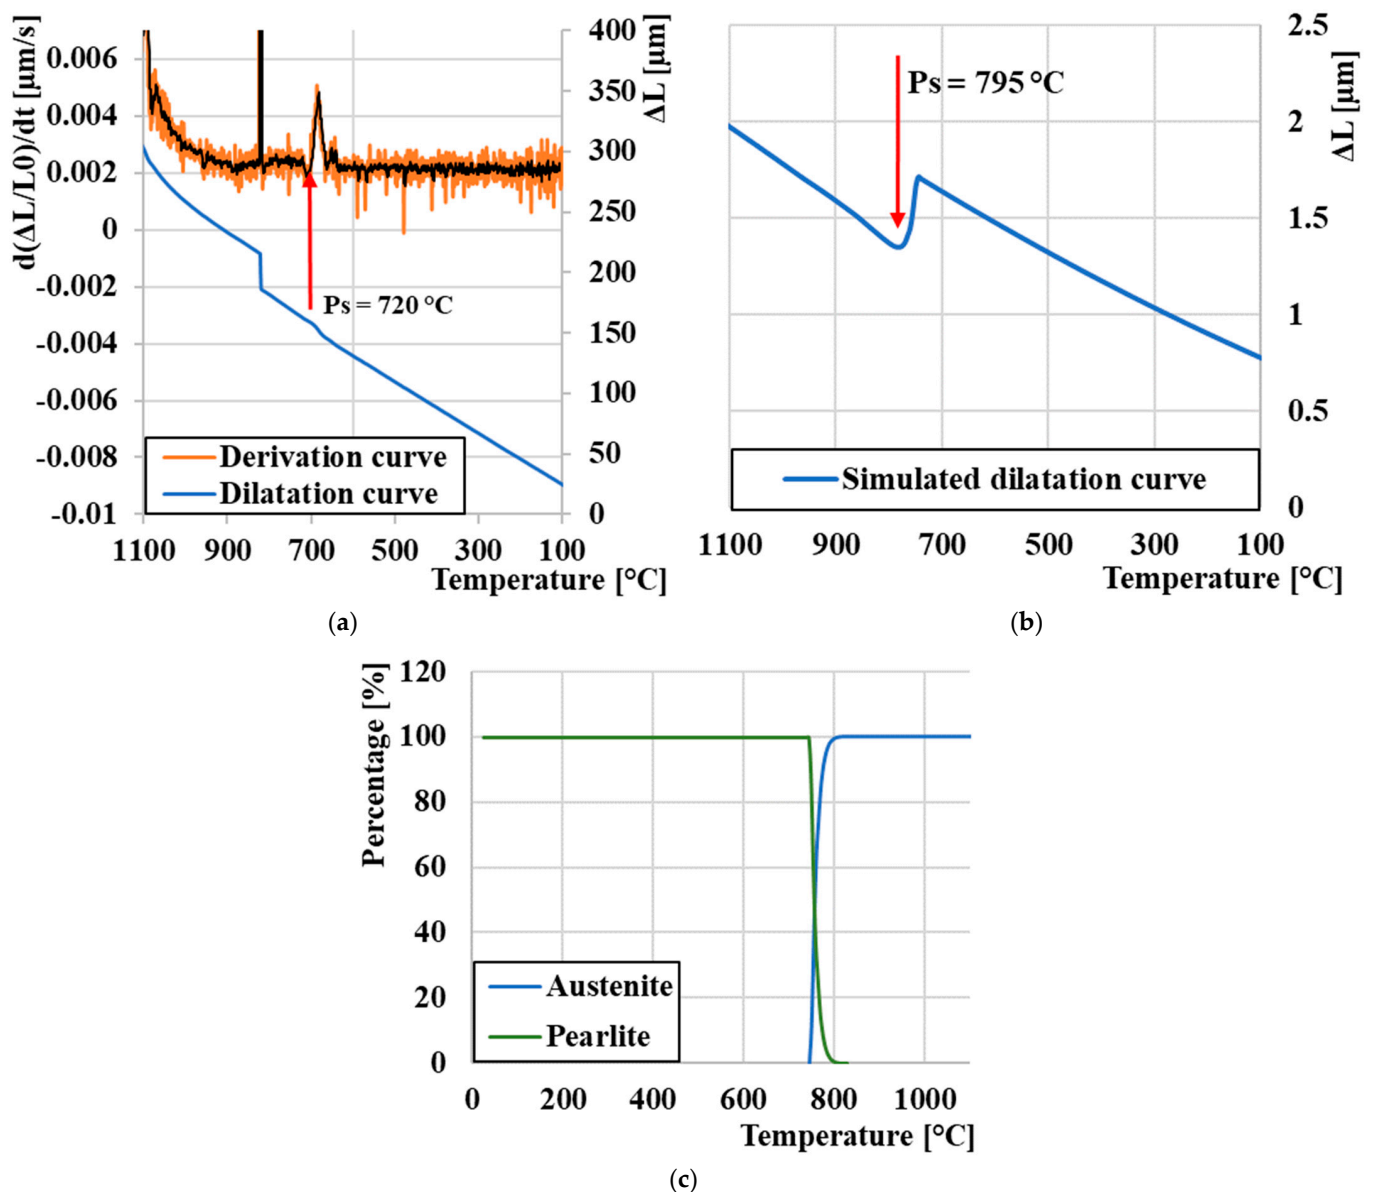 d(ΔL/L0)/dt [µm/s]
0.006
0.004
0.002
0
-0.002
-0.004
-0.006
-0.008
-0.01
400
350
300
250
200
150
100
50
0
ΔL [µm]
Ps = 720 °C
Derivation curve
Dilatation curve
1100 900 700 500 300 100
Temperature [°C]
(a)
2.5
2
1.5
1
0.5
0
ΔL [µm]
Ps = 795 °C
Simulated dilatation curve
1100 900 700 500 300 100
Temperature [°C]
(b)
Percentage [%]
120
100
80
60
40
20
0
Austenite
Pearlite
0 200 400 600 800 1000
Temperature [°C]
(c)